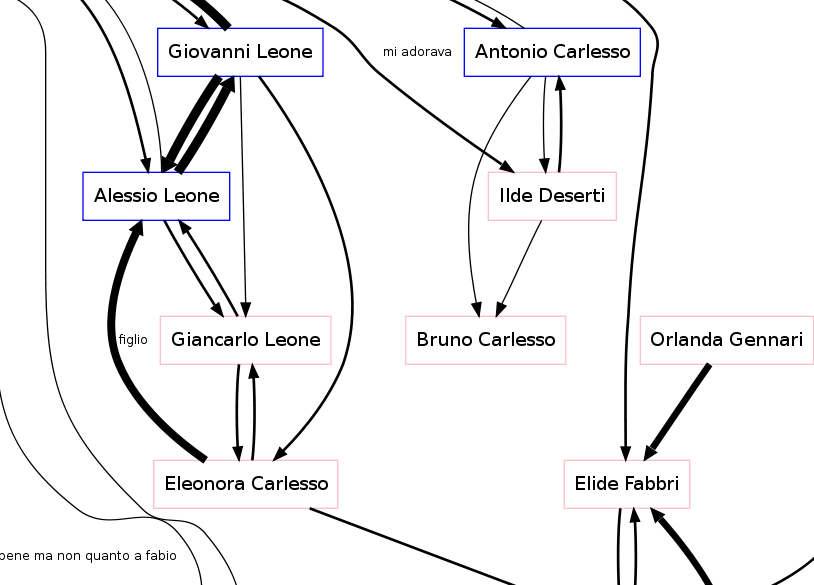 Giovanni Leone
mi adorava
Antonio Carlesso
Alessio Leone
Ilde Deserti
figlio
Giancarlo Leone
Bruno Carlesso
Orlanda Gennari
Eleonora Carlesso
Elide Fabbri
bene ma non quanto a fabio